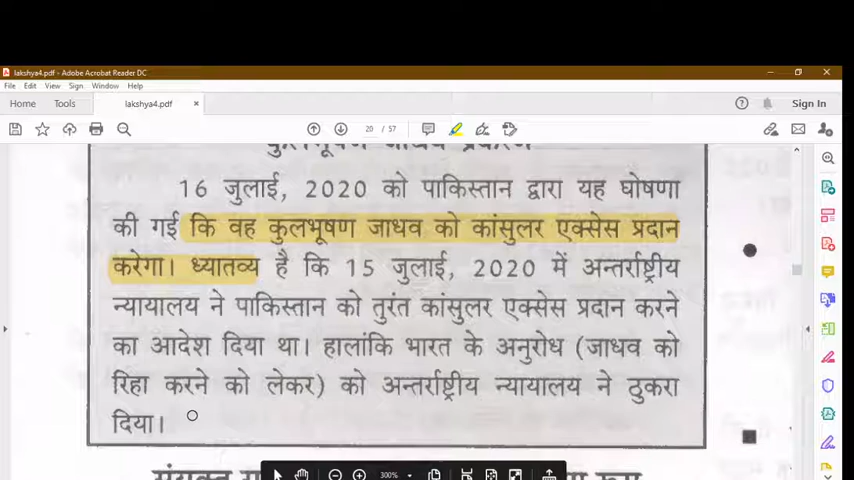 lakshya4.pdf - Adobe Acrobat Reader DC
File Edit View Sign Window Help
Home Tools lakshya4.pdf × Sign In
20 / 57
16 जुलाई, 2020 को पाकिस्तान द्वारा यह घोषणा
की गई कि वह कुलभूषण जाधव को कांसुलर एक्सेस प्रदान
करेगा। ध्यातव्य है कि 15 जुलाई, 2020 में अन्तर्राष्ट्रीय
न्यायालय ने पाकिस्तान को तुरंत कांसुलर एक्सेस प्रदान करने
का आदेश दिया था। हालांकि भारत के अनुरोध (जाधव को
रिहा करने को लेकर) को अन्तर्राष्ट्रीय न्यायालय ने ठुकरा
दिया।
300%